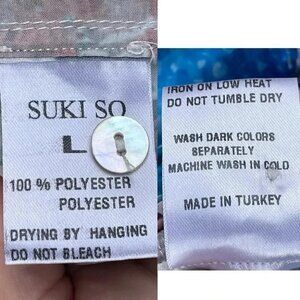 SUKI SO
L
100 % POLYESTER
POLYESTER
DRYING BY HANGING
DO NOT BLEACH
IRON ON LOW HEAT
DO NOT TUMBLE DRY
WASH DARK COLORS
SEPARATELY
MACHINE WASH IN COLD
MADE IN TURKEY